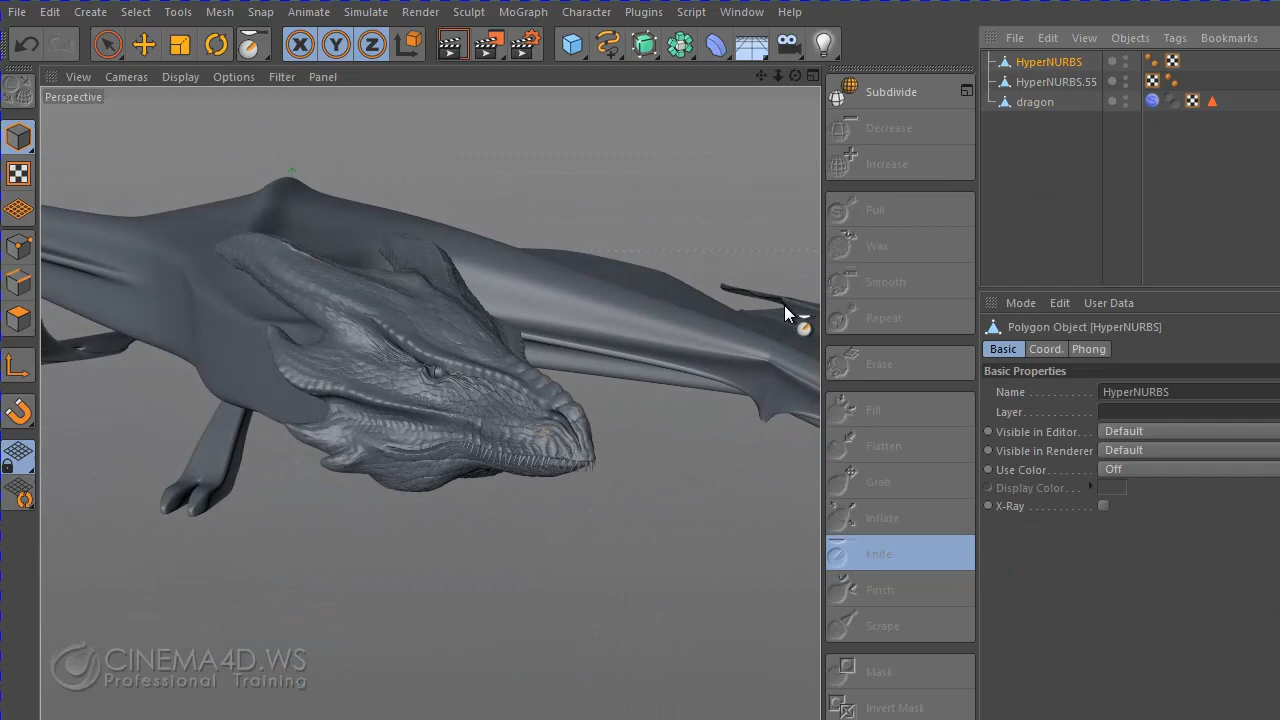 File Edit Create Select Tools Mesh Snap Animate Simulate Render Sculpt MoGraph Character Plugins Script Window Help
X Y Z
File Edit View Objects Tags Bookmarks
HyperNURBS
HyperNURBS.55
dragon
View Cameras Display Options Filter Panel
Perspective
Subdivide
Decrease
Increase
Pull
Wax
Smooth
Repeat
Erase
Fill
Flatten
Grab
Inflate
Knife
Pinch
Scrape
Mask
Invert Mask
Mode Edit User Data
Polygon Object [HyperNURBS]
Basic Coord. Phong
Basic Properties
Name HyperNURBS
Layer
Visible in Editor Default
Visible in Renderer Default
Use Color Off
Display Color
X-Ray
CINEMA4D.WS
Professional Training